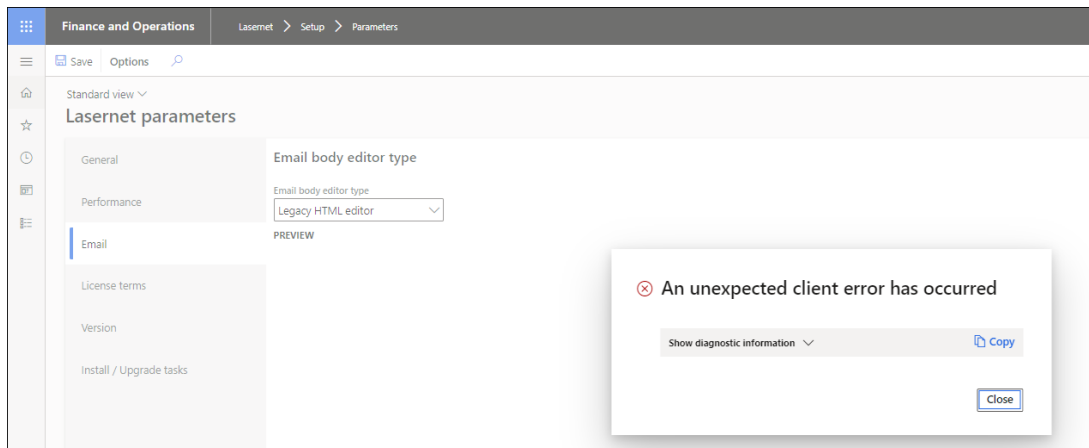 Finance and Operations
Lasernet > Setup > Parameters
Save Options
Standard view
Lasernet parameters
General
Performance
Email
License terms
Version
Install / Upgrade tasks
Email body editor type
Email body editor type
Legacy HTML editor
PREVIEW
An unexpected client error has occurred
Show diagnostic information
Copy
Close